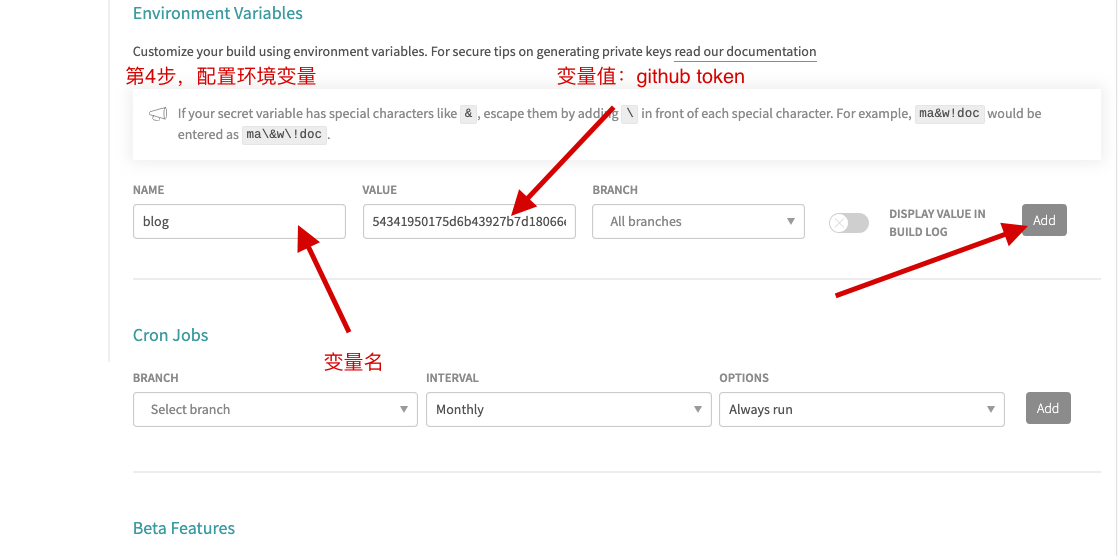 Environment Variables
Customize your build using environment variables. For secure tips on generating private keys read our documentation
第4步，配置环境变量
变量值：github token
If your secret variable has special characters like & , escape them by adding \ in front of each special character. For example, ma&w!doc would be
entered as ma\&w\!doc .
NAME
VALUE
BRANCH
blog
54341950175d6b43927b7d18066
All branches
DISPLAY VALUE IN
BUILD LOG
Add
Cron Jobs
变量名
BRANCH
INTERVAL
OPTIONS
Select branch
Monthly
Always run
Add
Beta Features